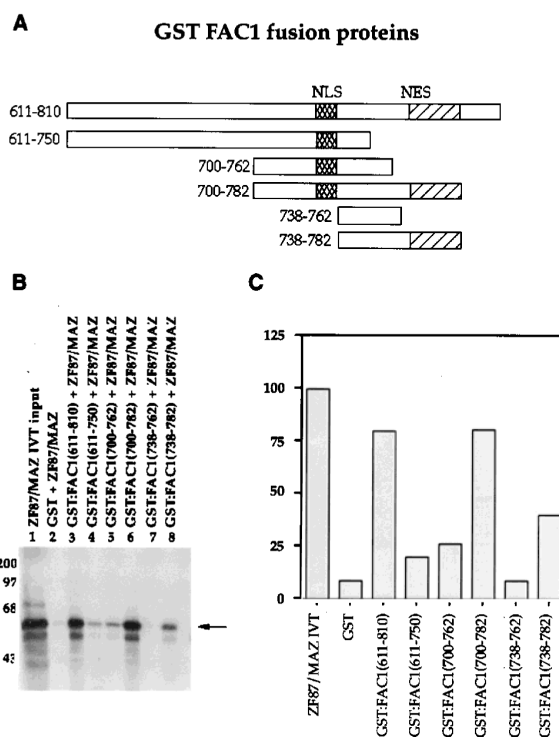 A
GST FAC1 fusion proteins
NLS NES
611-810
611-750
700-762
700-782
738-762
738-782
B
ZF87/MAZ IVT input
GST + ZF87/MAZ
GST:FAC1(611-810) + ZF87/MAZ
GST:FAC1(611-750) + ZF87/MAZ
GST:FAC1(700-762) + ZF87/MAZ
GST:FAC1(700-782) + ZF87/MAZ
GST:FAC1(738-762) + ZF87/MAZ
GST:FAC1(738-782) + ZF87/MAZ
1 2 3 4 5 6 7 8
200
97
68
43
C
125
100
75
50
25
0
ZF87/MAZ IVT -
GST -
GST:FAC1(611-810) -
GST:FAC1(611-750) -
GST:FAC1(700-762) -
GST:FAC1(700-782) -
GST:FAC1(738-762) -
GST:FAC1(738-782) -